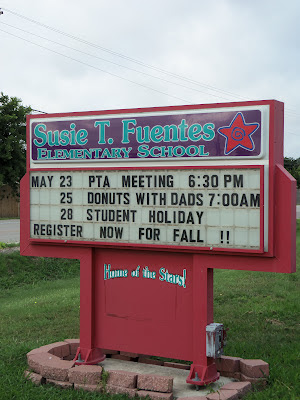 Susie T. Fuentes
ELEMENTARY SCHOOL
MAY 23 PTA MEETING 6:30 PM
25 DONUTS WITH DADS 7:00AM
28 STUDENT HOLIDAY
REGISTER NOW FOR FALL !!
Home of the Stars!